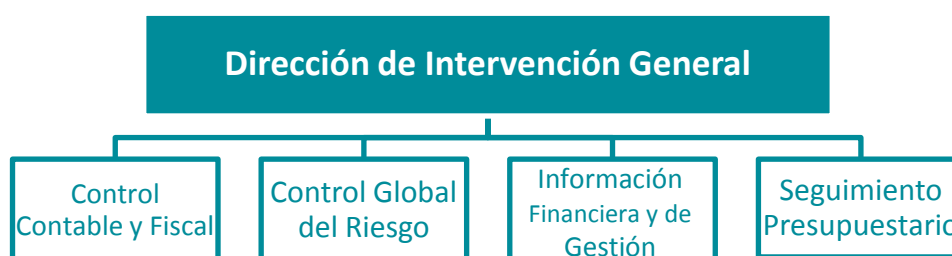 Dirección de Intervención General
Control
Contable y Fiscal
Control Global
del Riesgo
Información
Financiera y de
Gestión
Seguimiento
Presupuestario